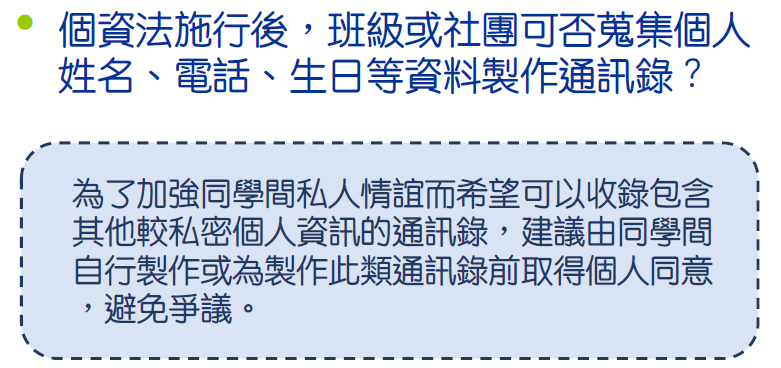 個資法施行後，班級或社團可否蒐集個人
姓名、電話、生日等資料製作通訊錄？
為了加強同學間私人情誼而希望可以收錄包含
其他較私密個人資訊的通訊錄，建議由同學間
自行製作或為製作此類通訊錄前取得個人同意
，避免爭議。